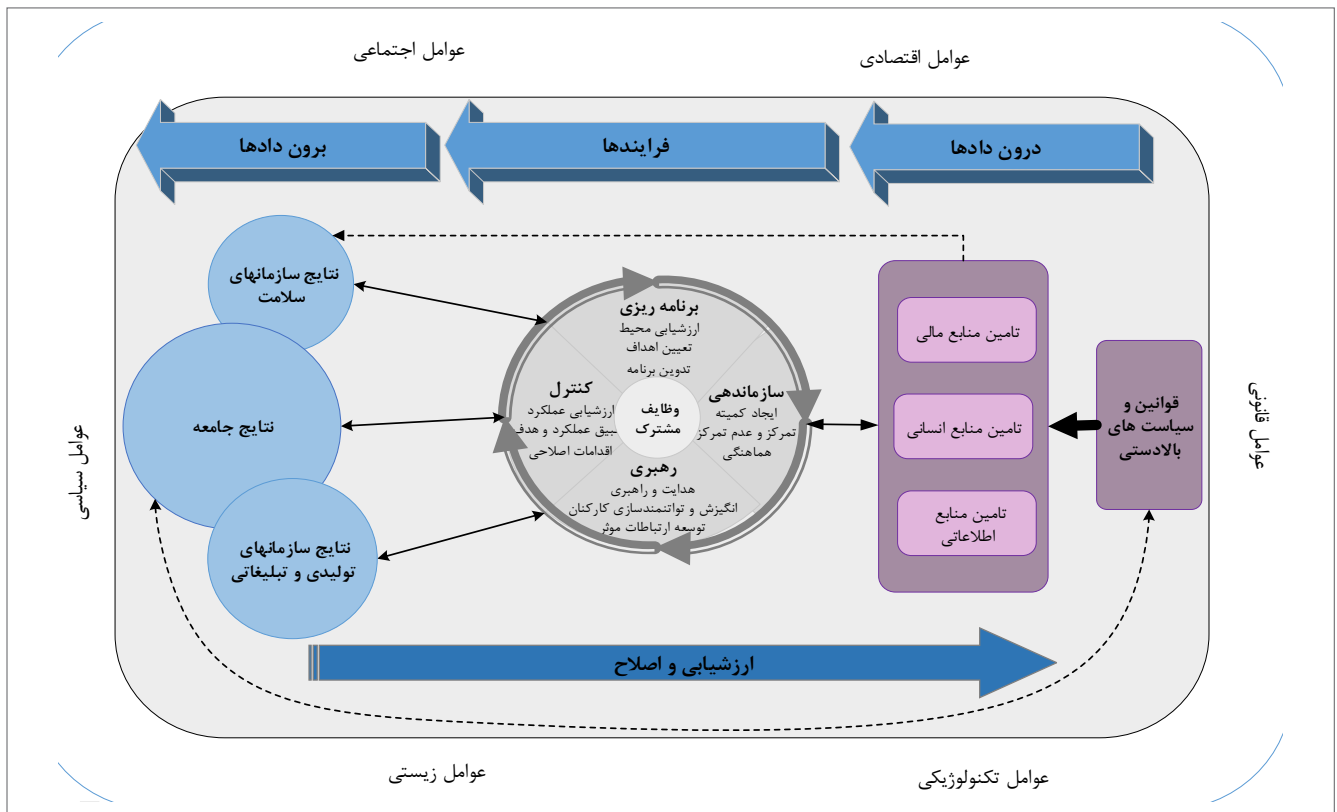 عوامل اقتصادی
عوامل اجتماعی
درون دادها
فرایندها
برون دادها
عوامل قانونی
قوانین و
سیاست های
بالادستی
تامین منابع مالی
تامین منابع انسانی
تامین منابع
اطلاعاتی
برنامه ریزی
ارزشیابی محیط
تعیین اهداف
تدوین برنامه
سازماندهی
ایجاد کمیته
تمرکز و عدم تمرکز
هماهنگی
وظایف
مشترک
کنترل
ارزشیابی عملکرد
عملکرد و هدف
اقدامات اصلاحی
رهبری
هدایت و راهبری
انگیزش و تواتنمندسازی کارکنان
توسعه ارتباطات موثر
نتایج سازمانهای
سلامت
نتایج جامعه
نتایج سازمانهای
تولیدی و تبلیغاتی
عوامل سیاسی
ارزشیابی و اصلاح
عوامل تکنولوژیکی
عوامل زیستی